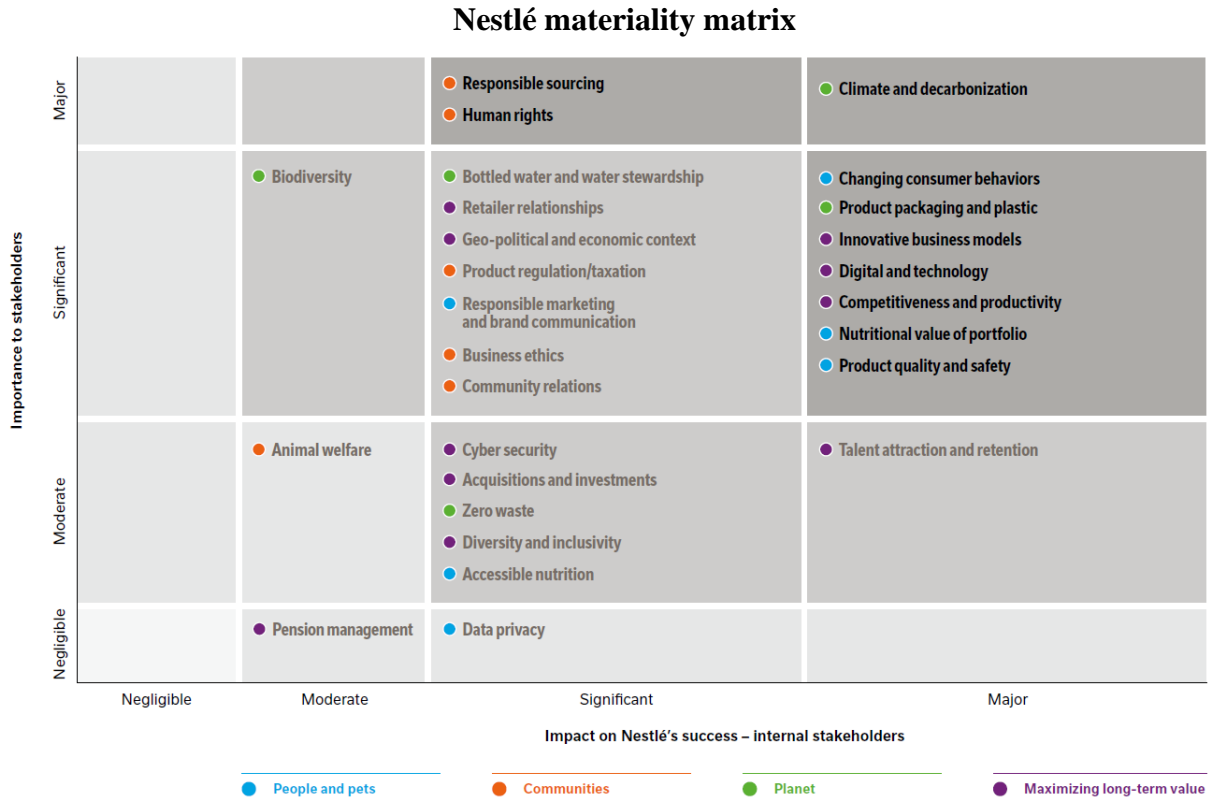 Nestlé materiality matrix
Importance to stakeholders
Major
Responsible sourcing
Human rights
Climate and decarbonization
Significant
Biodiversity
Bottled water and water stewardship
Retailer relationships
Geo-political and economic context
Product regulation/taxation
Responsible marketing
and brand communication
Business ethics
Community relations
Changing consumer behaviors
Product packaging and plastic
Innovative business models
Digital and technology
Competitiveness and productivity
Nutritional value of portfolio
Product quality and safety
Moderate
Animal welfare
Cyber security
Acquisitions and investments
Zero waste
Diversity and inclusivity
Accessible nutrition
Talent attraction and retention
Negligible
Pension management
Data privacy
Negligible
Moderate
Significant
Major
Impact on Nestlé’s success – internal stakeholders
People and pets
Communities
Planet
Maximizing long-term value